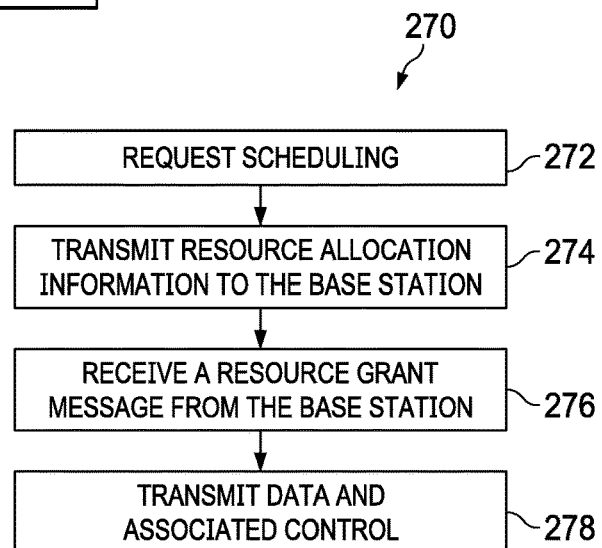 270
REQUEST SCHEDULING
272
TRANSMIT RESOURCE ALLOCATION
INFORMATION TO THE BASE STATION
274
RECEIVE A RESOURCE GRANT
MESSAGE FROM THE BASE STATION
276
TRANSMIT DATA AND
ASSOCIATED CONTROL
278